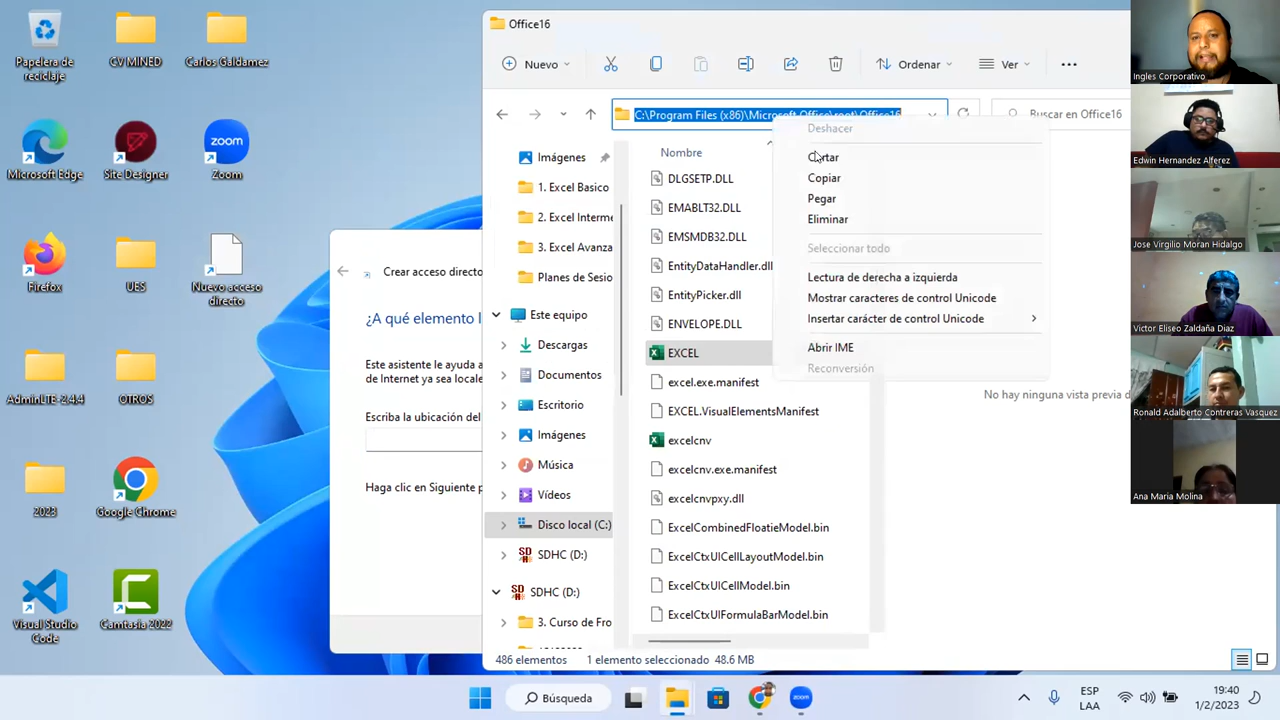 Papelera de
reciclaje
CV MINED
Carlos Galdamez
Microsoft Edge
Site Designer
zoom
Zoom
Firefox
UES
Nuevo acceso
directo
AdminLTE-2.4.4
OTROS
2023
Google Chrome
Visual Studio
Code
Camtasia 2022
Crear acceso directo
¿A qué elemento l
Este asistente le ayuda a
de Internet ya sea locale
Escriba la ubicación del
Haga clic en Siguiente p
Office16
Nuevo
Ordenar
Ver
C:\Program Files (x86)\Microsoft Office\root\Office16
Buscar en Office16
Imágenes
1. Excel Basico
2. Excel Interme
3. Excel Avanza
Planes de Sesio
Este equipo
Descargas
Documentos
Escritorio
Imágenes
Música
Vídeos
Disco local (C:)
SDHC (D:)
SDHC (D:)
3. Curso de Fro
Nombre
DLGSETP.DLL
EMABLT32.DLL
EMSMDB32.DLL
EntityDataHandler.dll
EntityPicker.dll
ENVELOPE.DLL
EXCEL
excel.exe.manifest
EXCEL.VisualElementsManifest
excelcnv
excelcnv.exe.manifest
excelcnvpxy.dll
ExcelCombinedFloatieModel.bin
ExcelCtxUICellLayoutModel.bin
ExcelCtxUICellModel.bin
ExcelCtxUIFormulaBarModel.bin
Deshacer
Cortar
Copiar
Pegar
Eliminar
Seleccionar todo
Lectura de derecha a izquierda
Mostrar caracteres de control Unicode
Insertar carácter de control Unicode
Abrir IME
Reconversión
No hay ninguna vista previa d
486 elementos
1 elemento seleccionado 48.6 MB
Ingles Corporativo
Edwin Hernandez Alferez
Jose Virgilio Moran Hidalgo
Victor Eliseo Zaldaña Diaz
Ronald Adalberto Contreras Vasquez
Ana Maria Molina
Búsqueda
zoom
ESP
LAA
19:40
1/2/2023